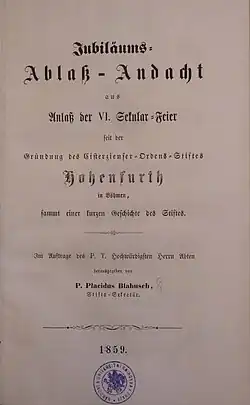 Jubiläums-
Ablaß-Andacht
aus
Anlaß der VI. Sekular-Feier
seit der
Gründung des Cisterzienser-Ordens-Stiftes
Hohenfurth
in Böhmen,
sammt einer kurzen Geschichte des Stiftes.
Im Auftrage des P. T. Hochwürdigsten Herrn Abten
herausgegeben von
P. Placidus Blahusch,
Stifts-Sekretär.
1859.